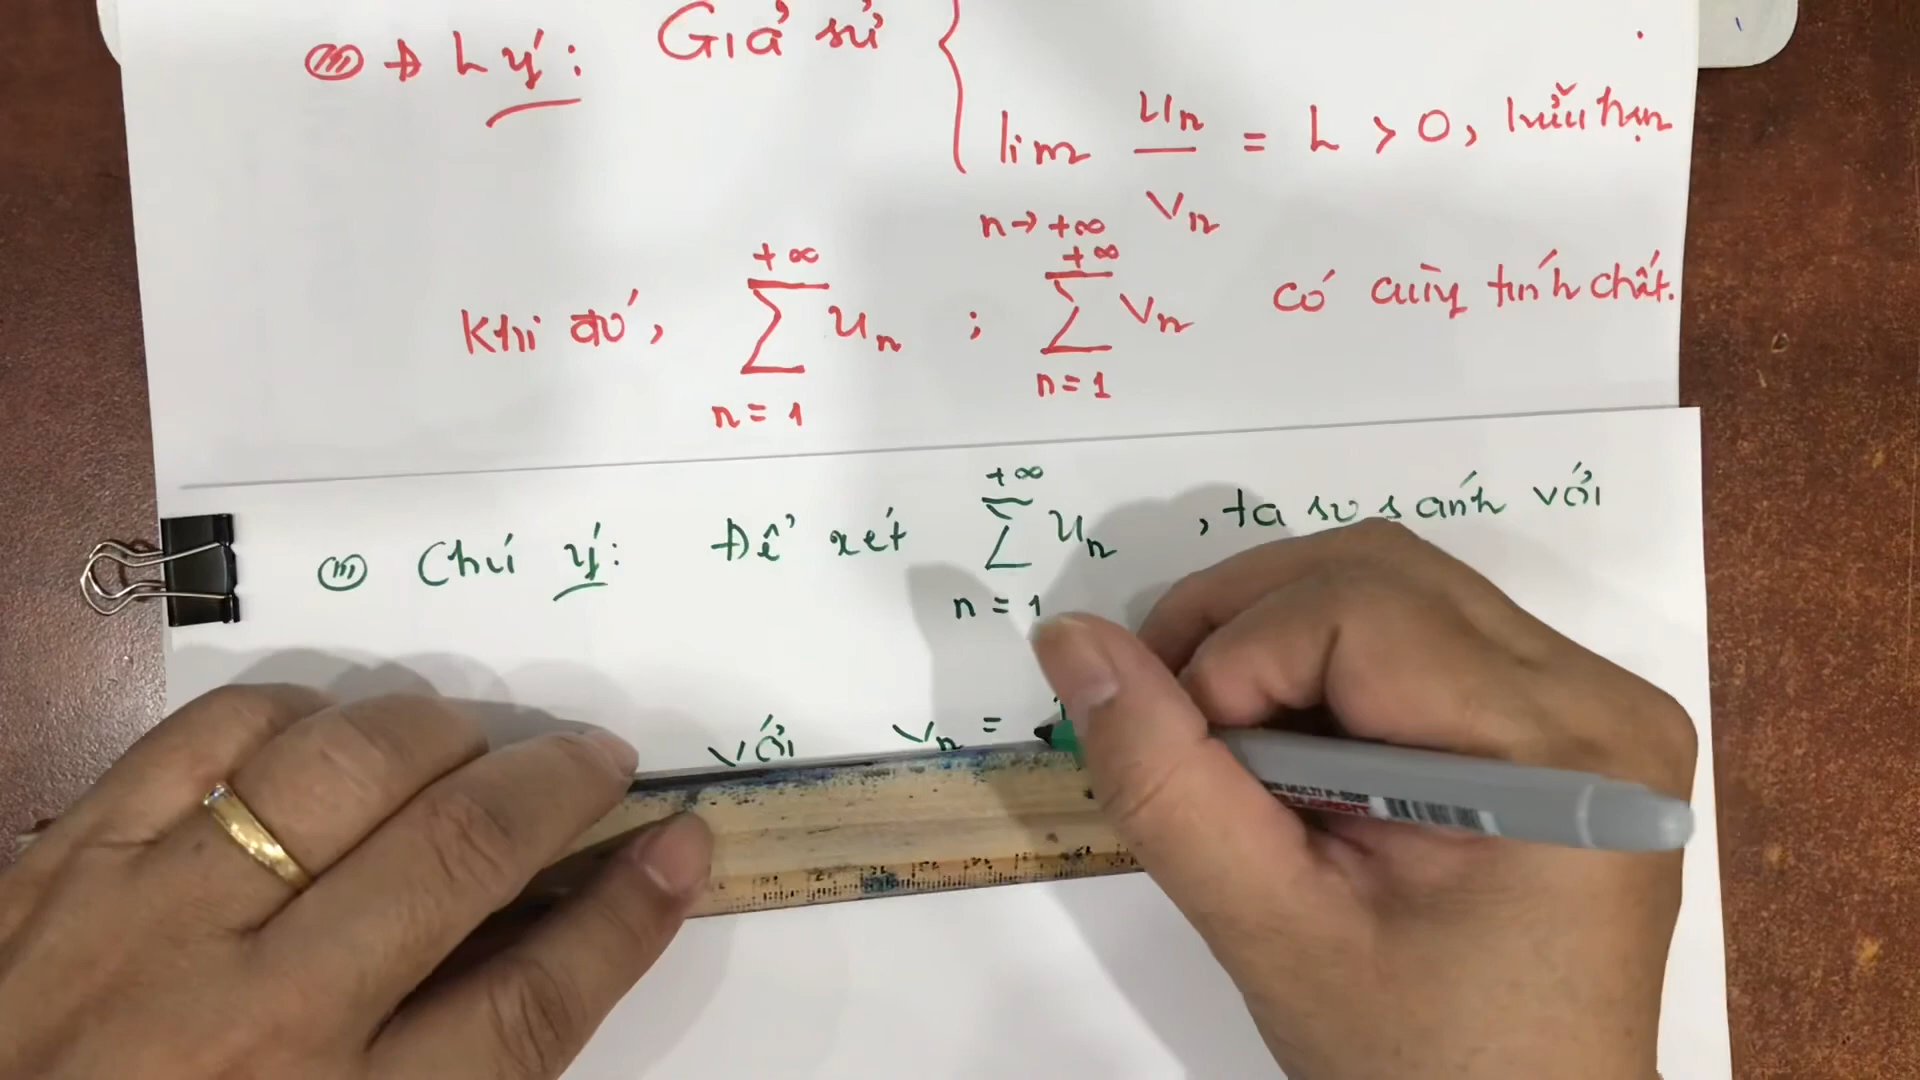 Đ Lý: Giả sử { lim n→+∞ un/vn = L > 0, hữu hạn
Khi đó, +∞ ∑ n=1 un ; +∞ ∑ n=1 vn có cùng tính chất.
Chú ý: Để xét +∞ ∑ n=1 un , ta so sánh với
với vn =